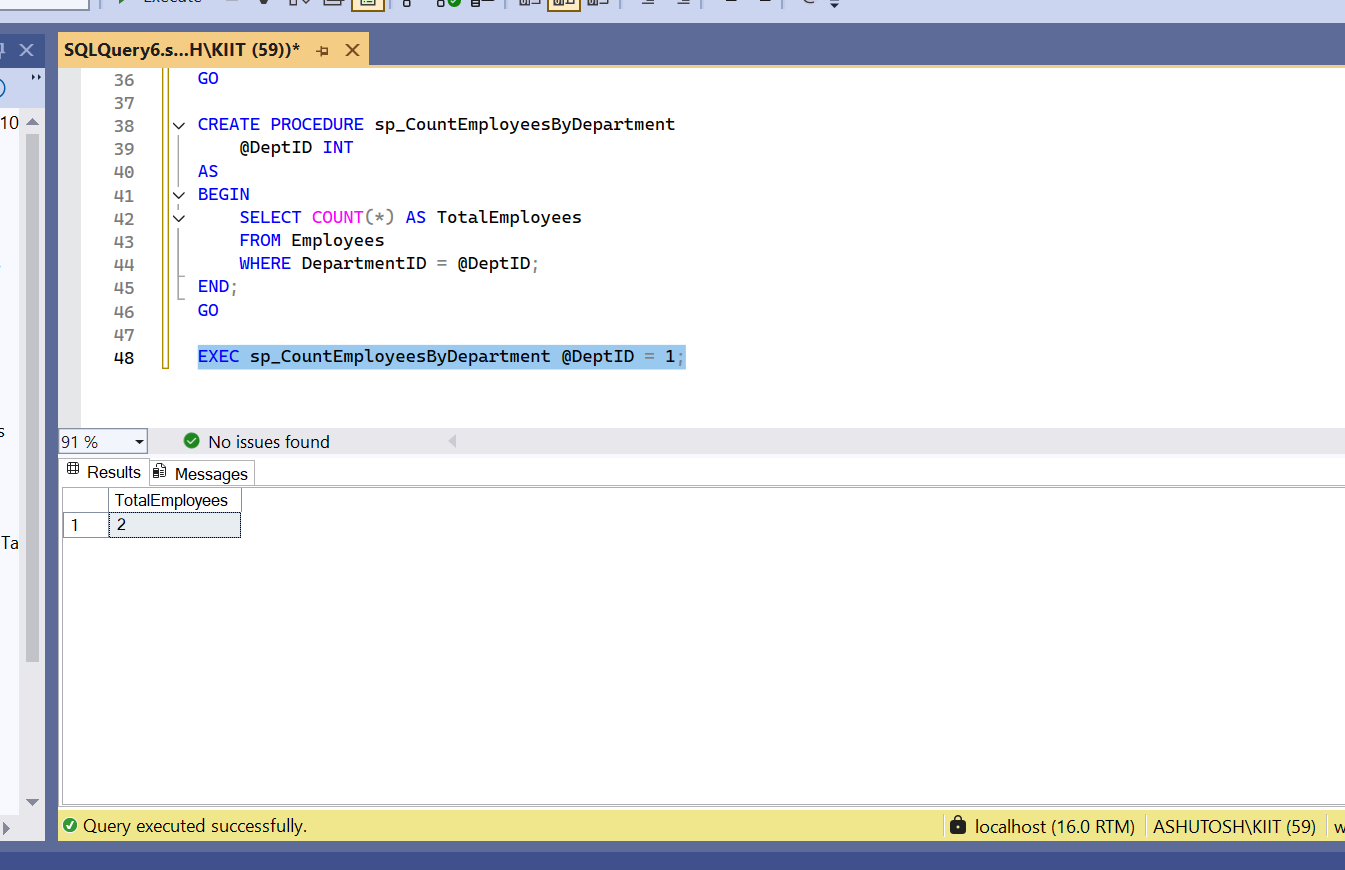 Execute
SQLQuery6.s...H\KIIT (59))*
10
36 GO
37
38 CREATE PROCEDURE sp_CountEmployeesByDepartment
39 @DeptID INT
40 AS
41 BEGIN
42 SELECT COUNT(*) AS TotalEmployees
43 FROM Employees
44 WHERE DepartmentID = @DeptID;
45 END;
46 GO
47
48 EXEC sp_CountEmployeesByDepartment @DeptID = 1;
s
91 % No issues found
Results Messages
TotalEmployees
1 2
Ta
Query executed successfully. localhost (16.0 RTM) ASHUTOSH\KIIT (59) w